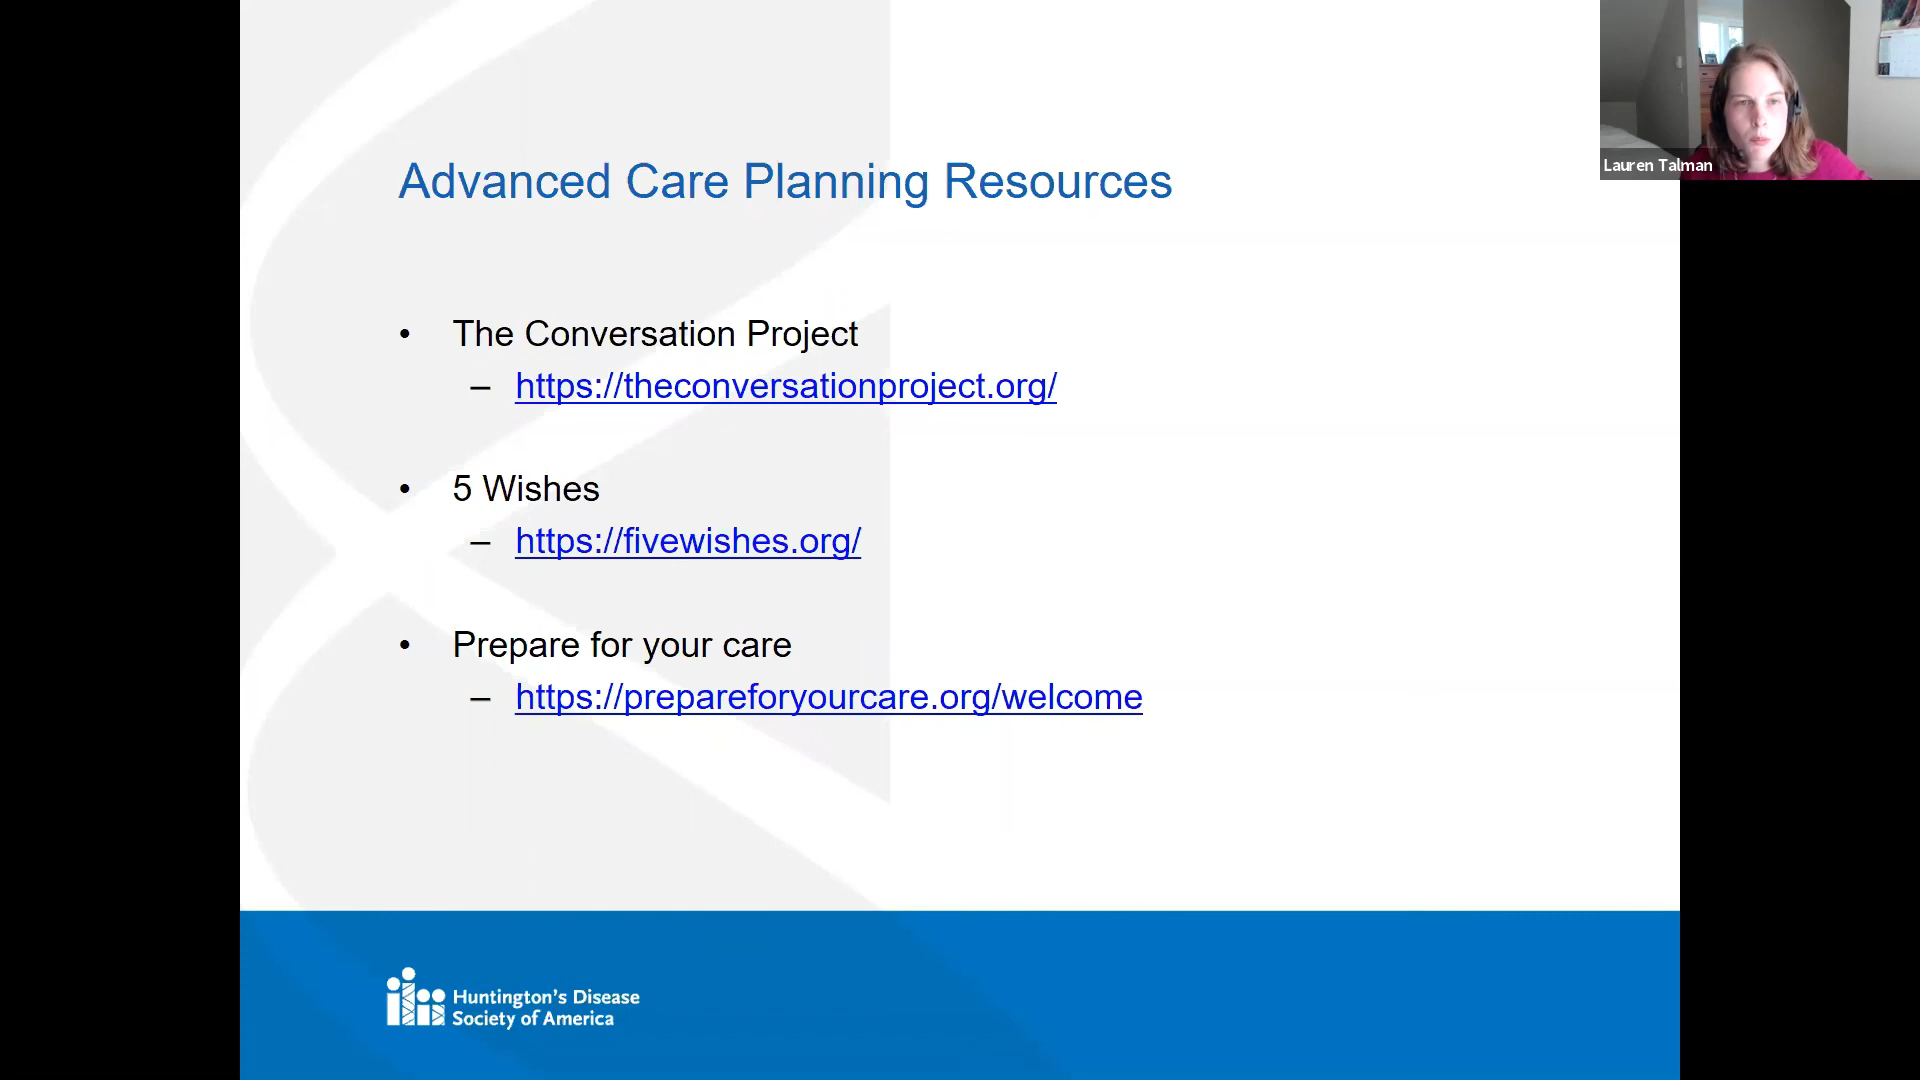 Advanced Care Planning Resources
• The Conversation Project
– https://theconversationproject.org/
• 5 Wishes
– https://fivewishes.org/
• Prepare for your care
– https://prepareforyourcare.org/welcome
Huntington's Disease
Society of America
Lauren Talman